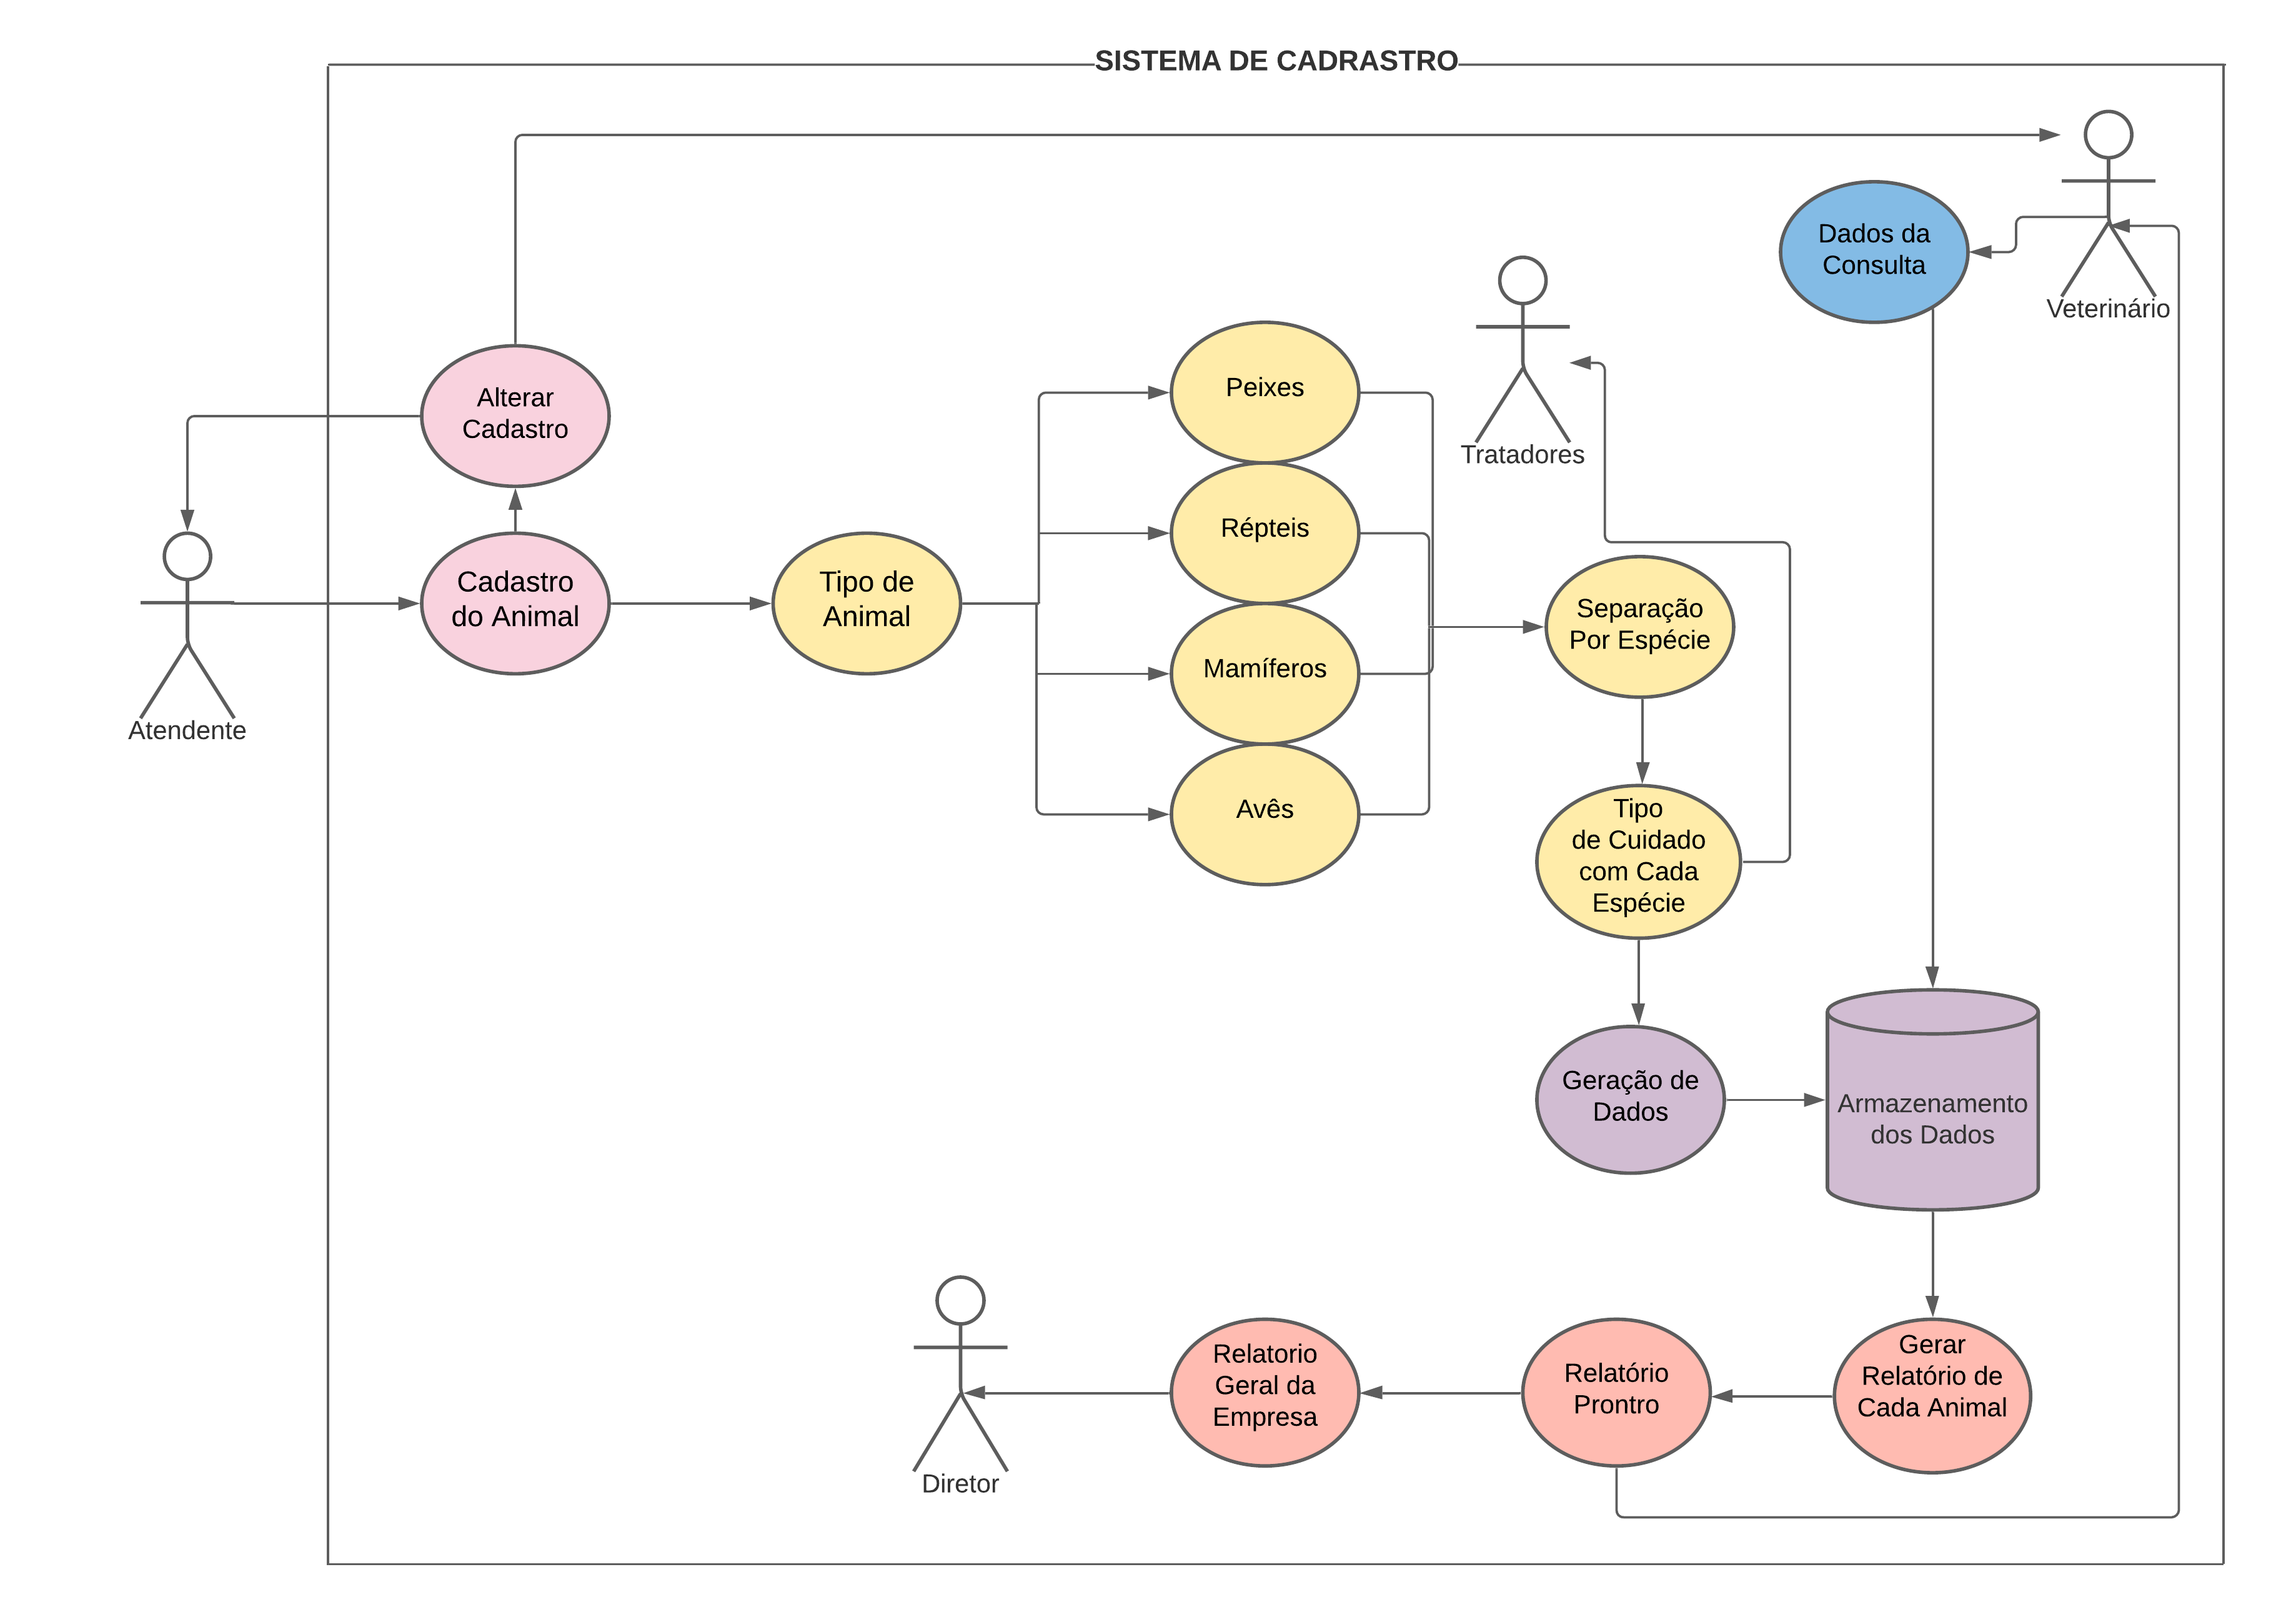 SISTEMA DE CADRASTRO
Dados da
Consulta
Veterinário
Tratadores
Alterar
Cadastro
Peixes
Répteis
Mamíferos
Avês
Atendente
Cadastro
do Animal
Tipo de
Animal
Separação
Por Espécie
Tipo
de Cuidado
com Cada
Espécie
Geração de
Dados
Armazenamento
dos Dados
Diretor
Relatorio
Geral da
Empresa
Relatório
Prontro
Gerar
Relatório de
Cada Animal